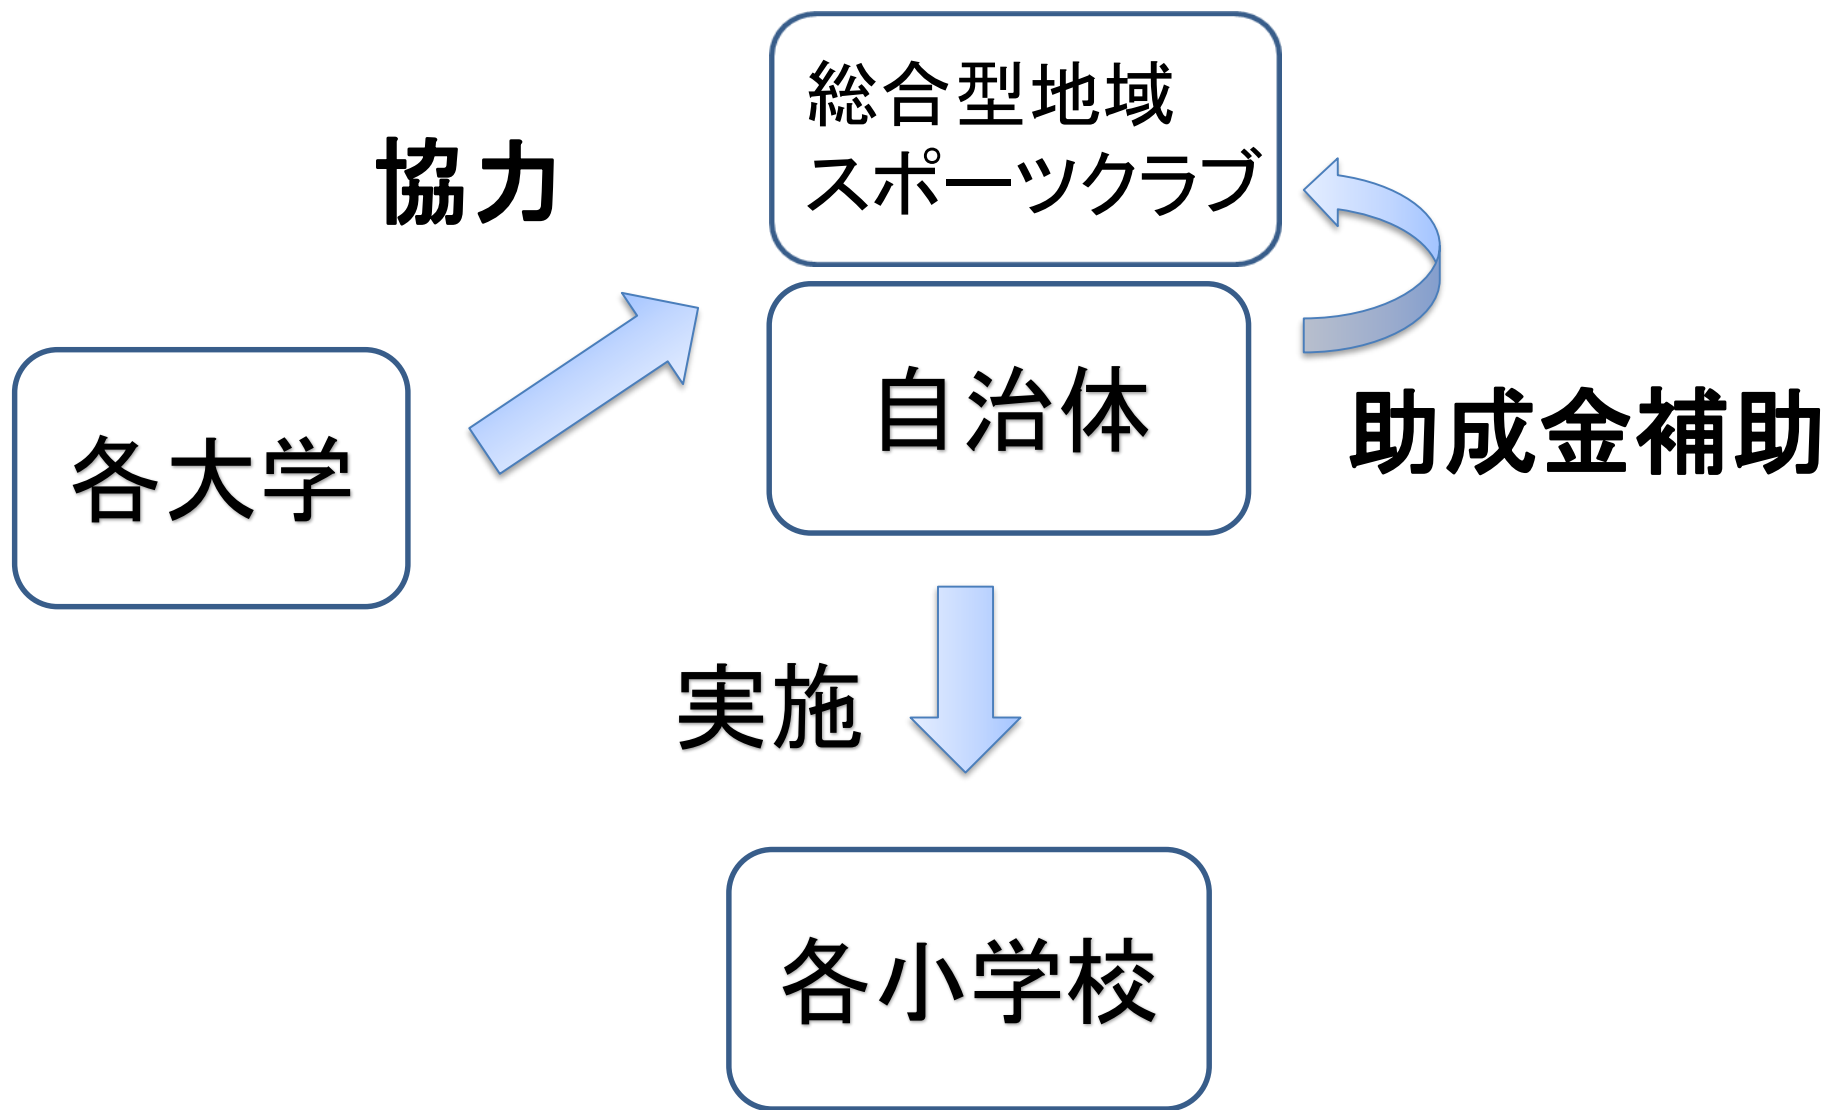 総合型地域
スポーツクラブ
協力
自治体
助成金補助
各大学
実施
各小学校